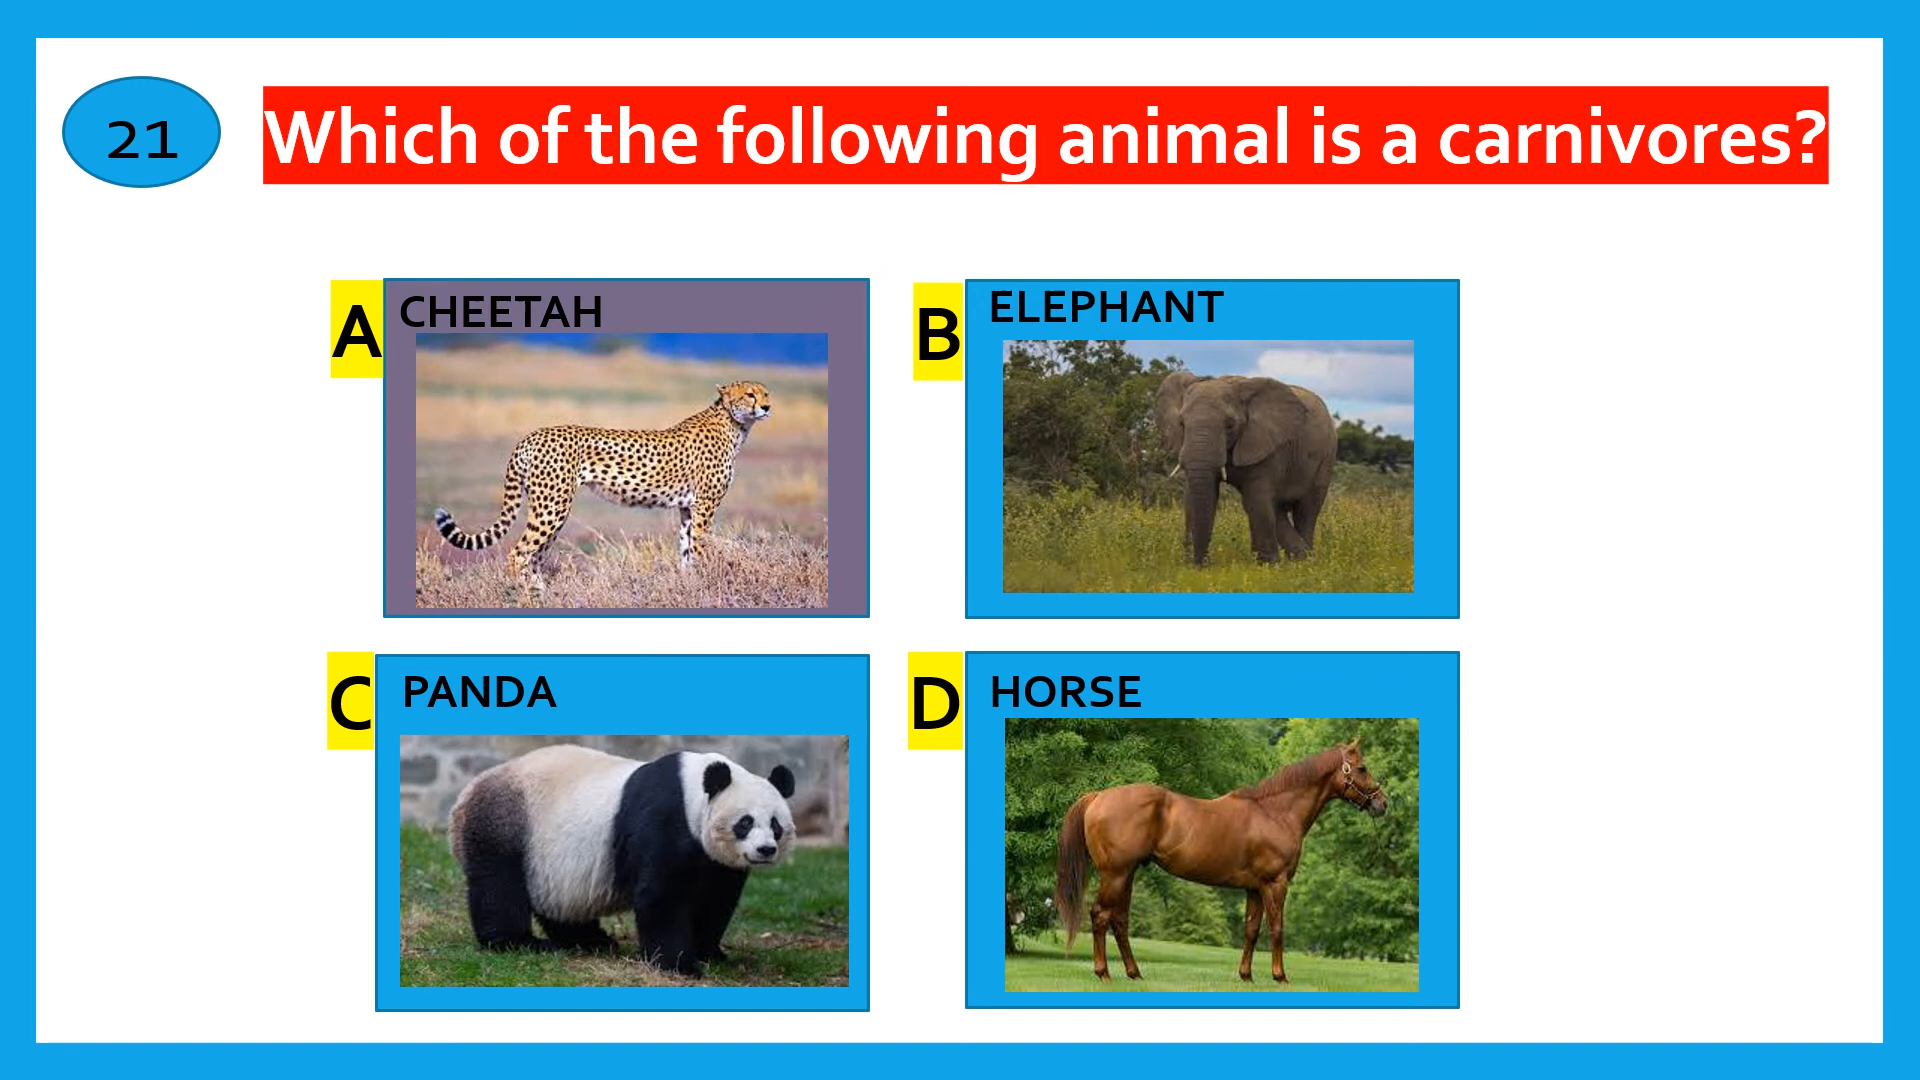 21
Which of the following animal is a carnivores?
A
CHEETAH
B
ELEPHANT
C
PANDA
D
HORSE